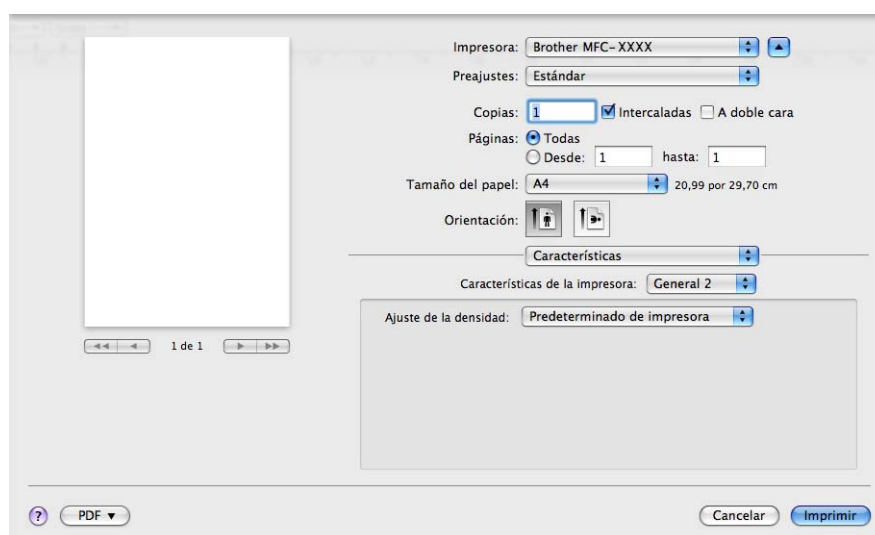 Impresora: Brother MFC-XXXX
Preajustes: Estándar
Copias: 1 Intercaladas A doble cara
Páginas: Todas
Desde: 1 hasta: 1
Tamaño del papel: A4 20,99 por 29,70 cm
Orientación:
Características
Características de la impresora: General 2
Ajuste de la densidad: Predeterminado de impresora
1 de 1
? PDF Cancelar Imprimir